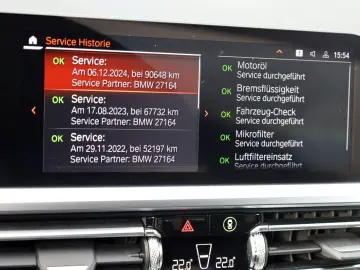 Service Historie
15:54
OK Service:
Am 06.12.2024, bei 90648 km
Service Partner: BMW 27164
OK Service:
Am 17.08.2023, bei 67732 km
Service Partner: BMW 27164
OK Service:
Am 29.11.2022, bei 52197 km
Service Partner: BMW 27164
OK Motoröl
Service durchgeführt
OK Bremsflüssigkeit
Service durchgeführt
OK Fahrzeug-Check
Service durchgeführt
OK Mikrofilter
Service durchgeführt
OK Luftfiltereinsatz
Service durchgeführt
22.0 22.0